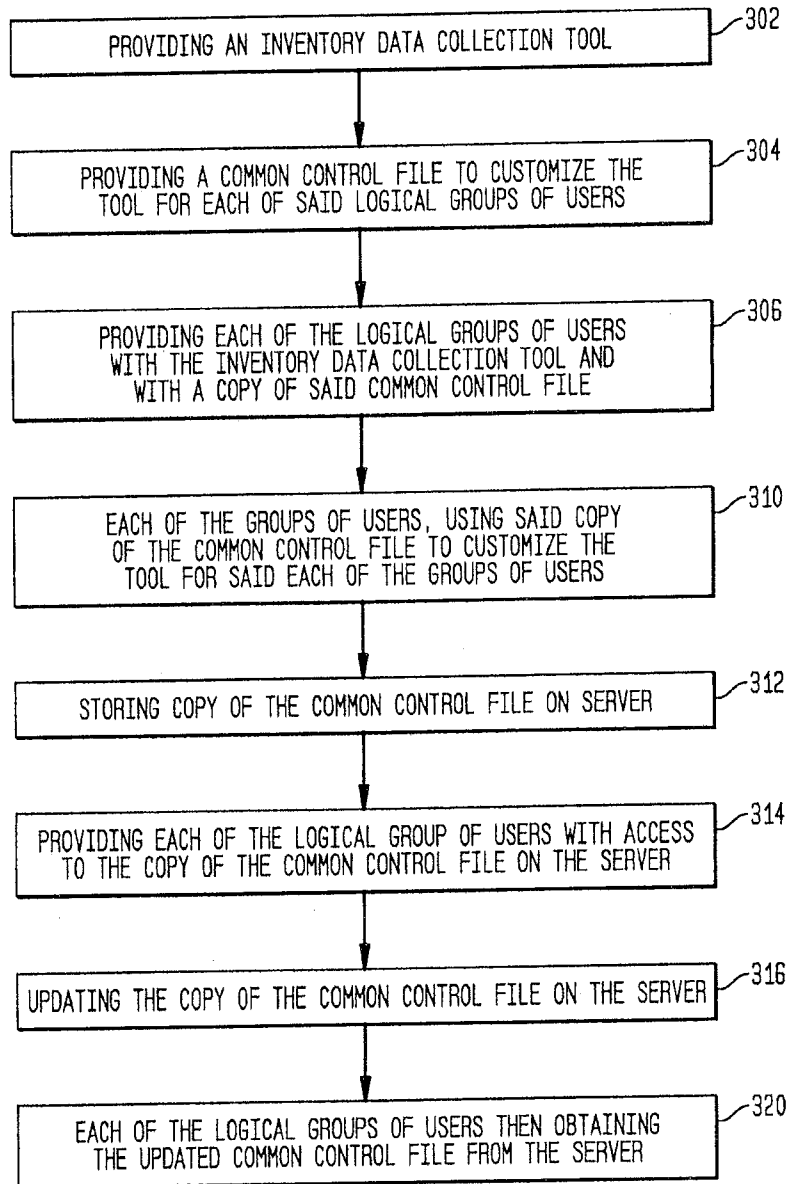 PROVIDING AN INVENTORY DATA COLLECTION TOOL
302
PROVIDING A COMMON CONTROL FILE TO CUSTOMIZE THE
TOOL FOR EACH OF SAID LOGICAL GROUPS OF USERS
304
PROVIDING EACH OF THE LOGICAL GROUPS OF USERS
WITH THE INVENTORY DATA COLLECTION TOOL AND
WITH A COPY OF SAID COMMON CONTROL FILE
306
EACH OF THE GROUPS OF USERS, USING SAID COPY
OF THE COMMON CONTROL FILE TO CUSTOMIZE THE
TOOL FOR SAID EACH OF THE GROUPS OF USERS
310
STORING COPY OF THE COMMON CONTROL FILE ON SERVER
312
PROVIDING EACH OF THE LOGICAL GROUP OF USERS WITH ACCESS
TO THE COPY OF THE COMMON CONTROL FILE ON THE SERVER
314
UPDATING THE COPY OF THE COMMON CONTROL FILE ON THE SERVER
316
EACH OF THE LOGICAL GROUPS OF USERS THEN OBTAINING
THE UPDATED COMMON CONTROL FILE FROM THE SERVER
320